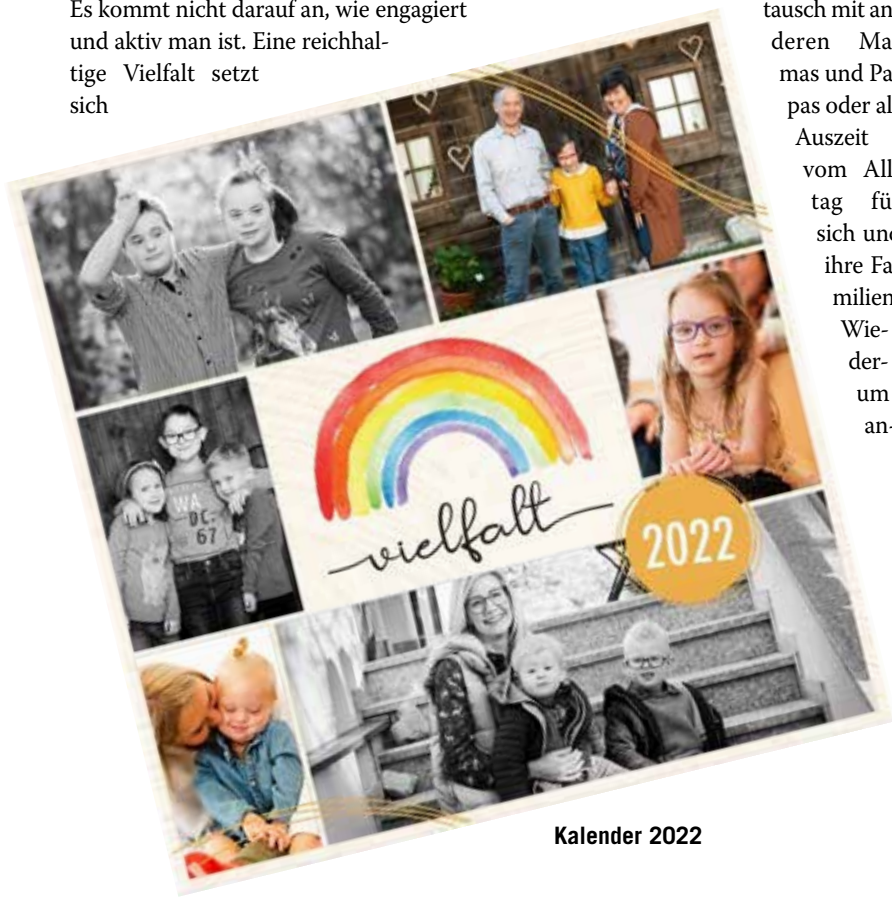 Es kommt nicht darauf an, wie engagiert
und aktiv man ist. Eine reichhal-
tige Vielfalt setzt
sich
tausch mit an
deren Ma
mas und Pa
pas oder al
Auszeit
vom All
tag fü
sich und
ihre Fa
milien
Wie-
der-
um
an-
WA
DC.
67
vielfalt
2022
Kalender 2022